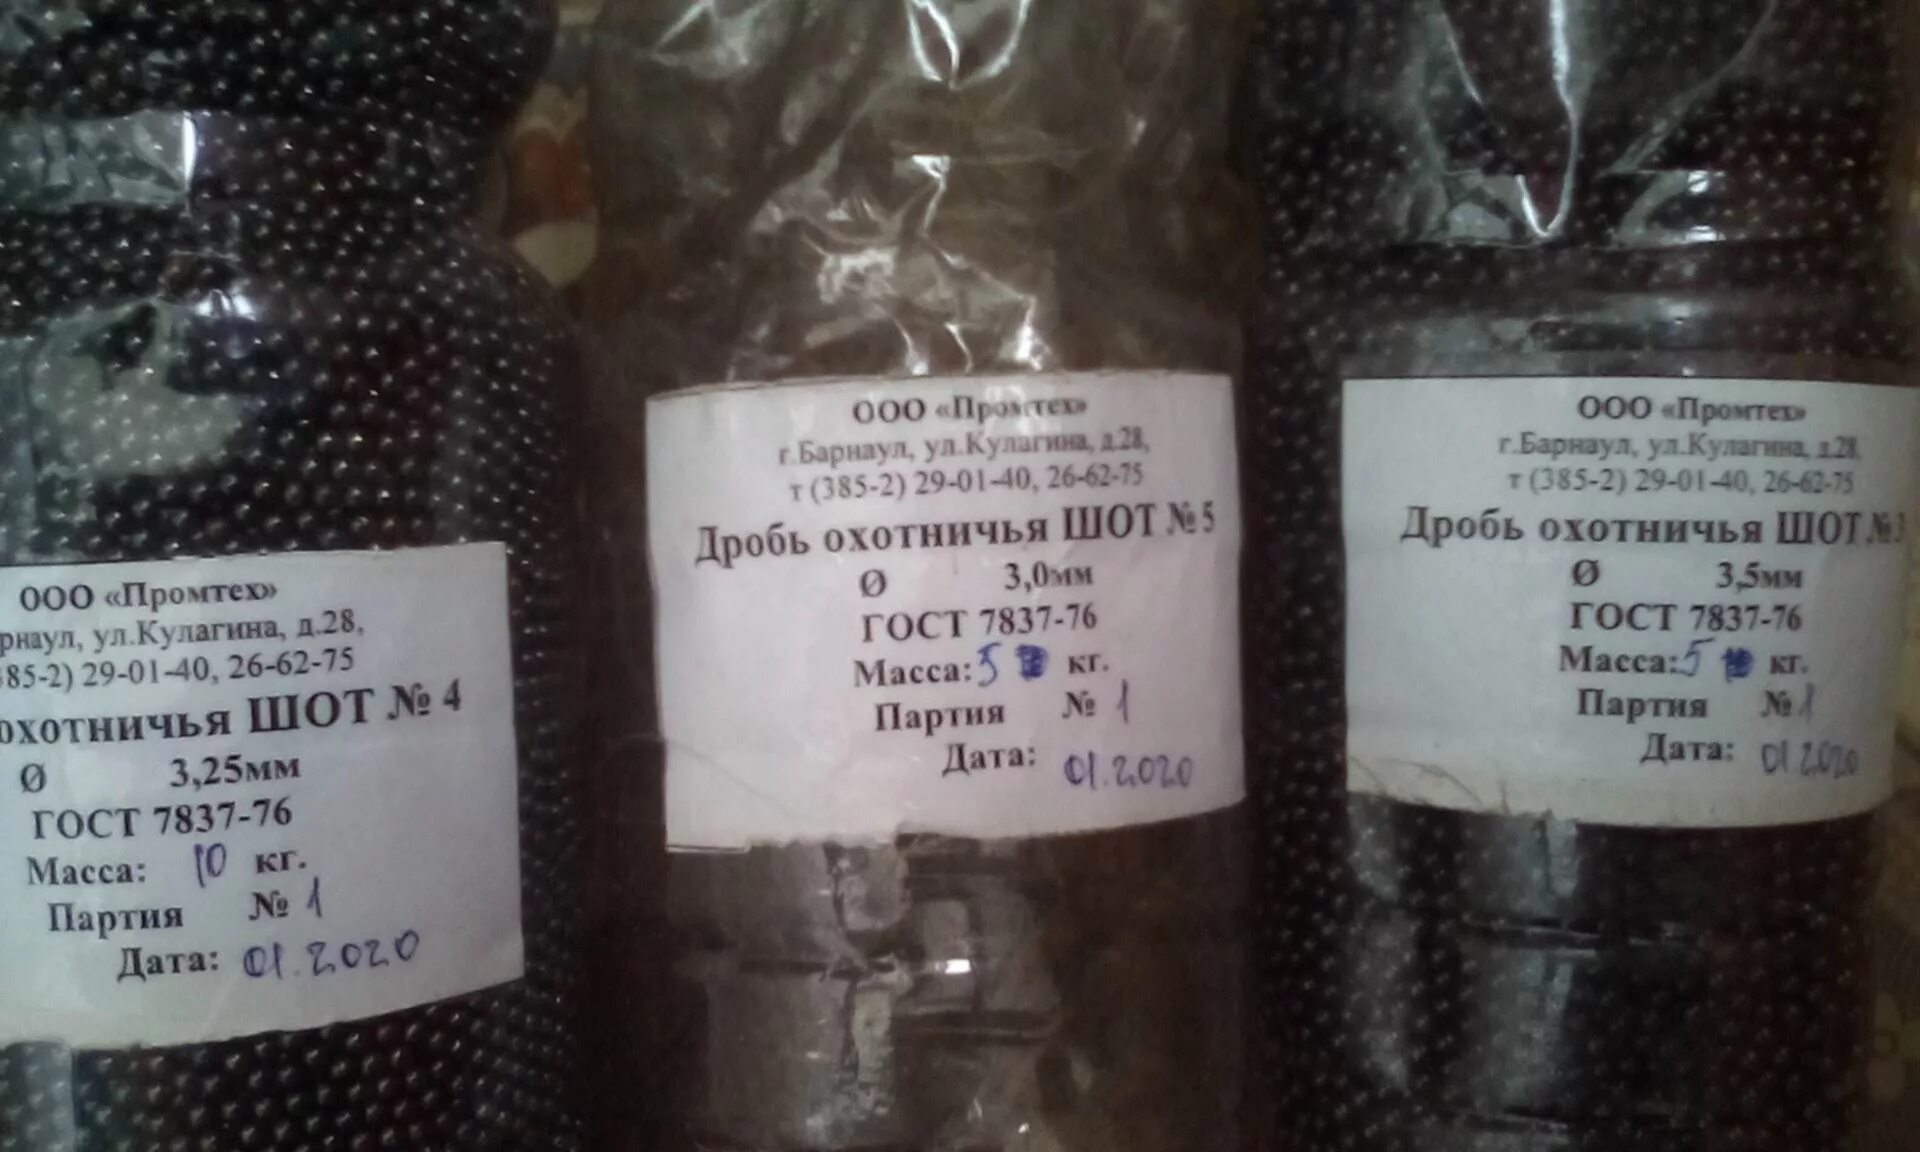 ООО «Промтех»
рнаул, ул.Кулагина, д.28,
85-2) 29-01-40, 26-62-75
охотничья ШОТ № 4
Ø 3,25мм
ГОСТ 7837-76
Масса: 10 кг.
Партия № 1
Дата: 01.2020
ООО «Промтех»
г.Барнаул, ул.Кулагина, д.28,
т (385-2) 29-01-40, 26-62-75
Дробь охотничья ШОТ № 5
Ø 3,0мм
ГОСТ 7837-76
Масса: 5 кг.
Партия № 1
Дата: 01.2020
ООО «Промтех»
г.Барнаул, ул.Кулагина, д.28,
т (385-2) 29-01-40, 26-62-75
Дробь охотничья ШОТ № 3
Ø 3,5мм
ГОСТ 7837-76
Масса: 5 кг.
Партия № 1
Дата: 01.2020